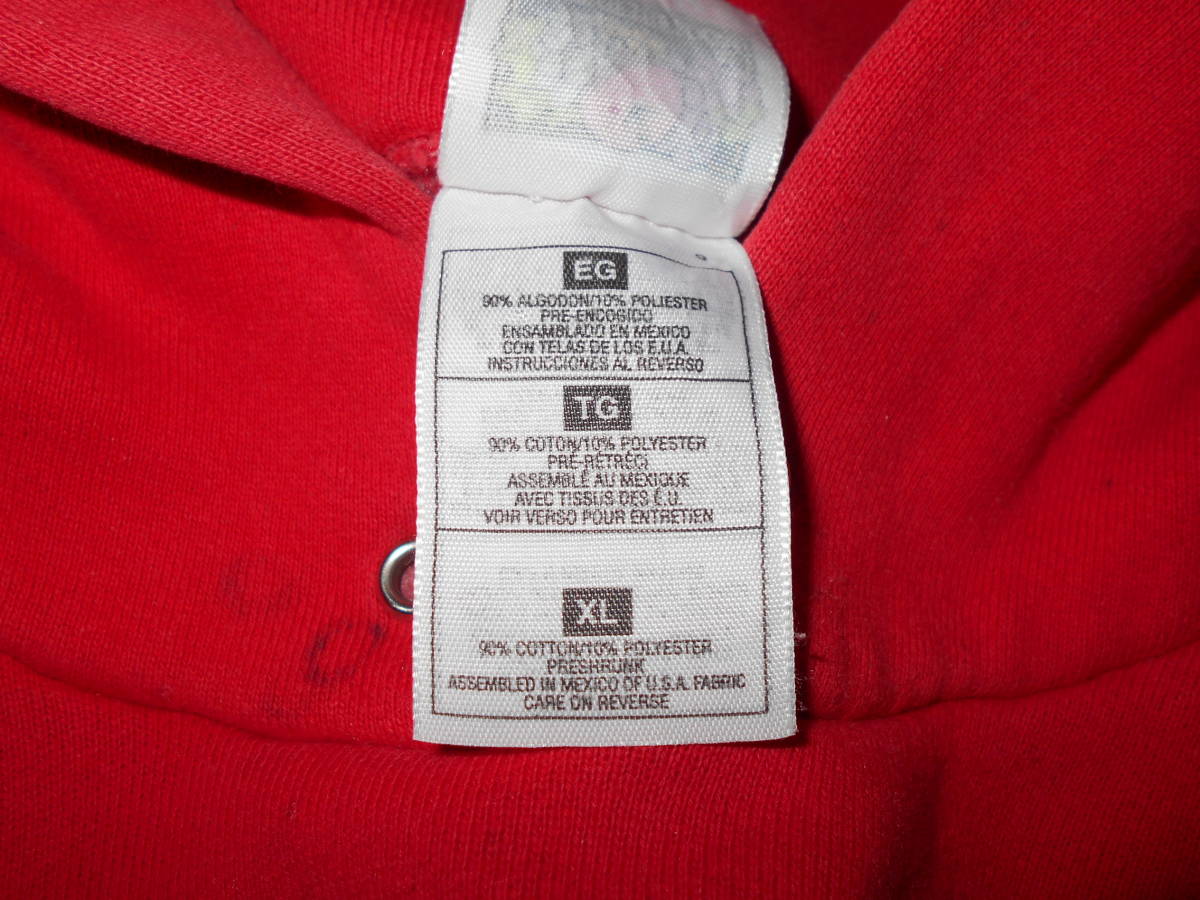 EG
90% ALGODON/10% POLIESTER
PRE-ENCOGIDO
ENSAMBLADO EN MEXICO
CON TELAS DE LOS E.U.A.
INSTRUCCIONES AL REVERSO
TG
90% COTON/10% POLYESTER
PRÉ-RÉTRÉCI
ASSEMBLÉ AU MEXIQUE
AVEC TISSUS DES É.U.
VOIR VERSO POUR ENTRETIEN
XL
90% COTTON/10% POLYESTER
PRESHRUNK
ASSEMBLED IN MEXICO OF U.S.A. FABRIC
CARE ON REVERSE